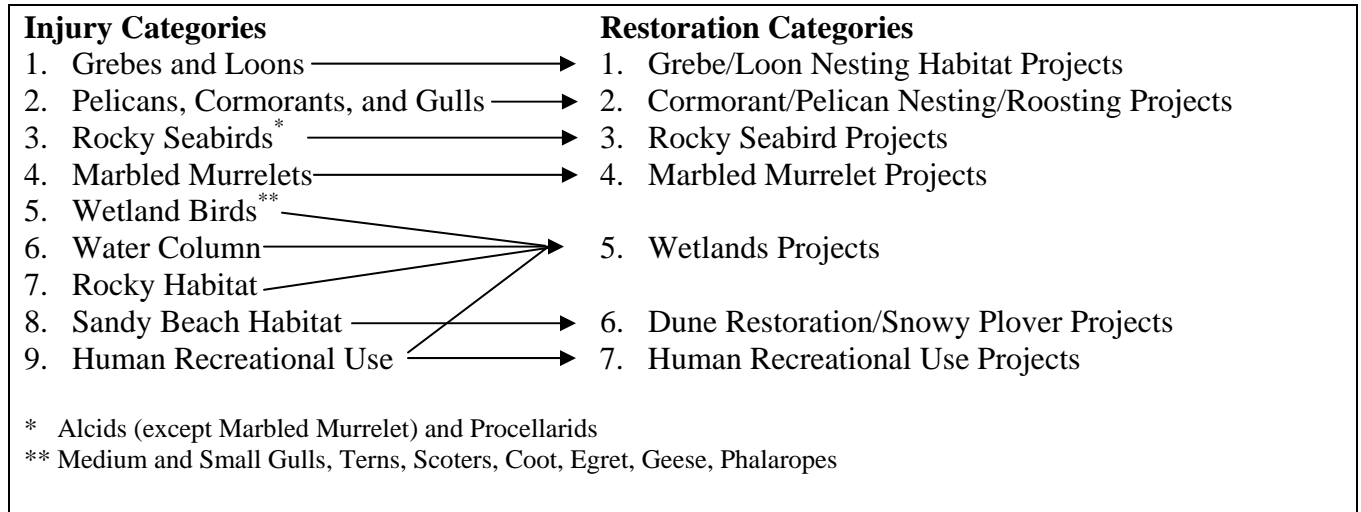 Injury Categories Restoration Categories
1. Grebes and Loons 1. Grebe/Loon Nesting Habitat Projects
2. Pelicans, Cormorants, and Gulls 2. Cormorant/Pelican Nesting/Roosting Projects
3. Rocky Seabirds* 3. Rocky Seabird Projects
4. Marbled Murrelets 4. Marbled Murrelet Projects
5. Wetland Birds**
6. Water Column 5. Wetlands Projects
7. Rocky Habitat
8. Sandy Beach Habitat 6. Dune Restoration/Snowy Plover Projects
9. Human Recreational Use 7. Human Recreational Use Projects
* Alcids (except Marbled Murrelet) and Procellarids
** Medium and Small Gulls, Terns, Scoters, Coot, Egret, Geese, Phalaropes